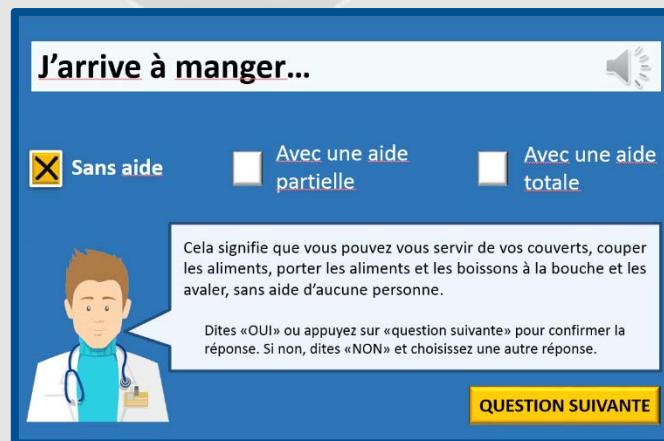 J’arrive à manger...
Sans aide
Avec une aide
partielle
Avec une aide
totale
Cela signifie que vous pouvez vous servir de vos couverts, couper
les aliments, porter les aliments et les boissons à la bouche et les
avaler, sans aide d’aucune personne.
Dites «OUI» ou appuyez sur «question suivante» pour confirmer la
réponse. Si non, dites «NON» et choisissez une autre réponse.
QUESTION SUIVANTE